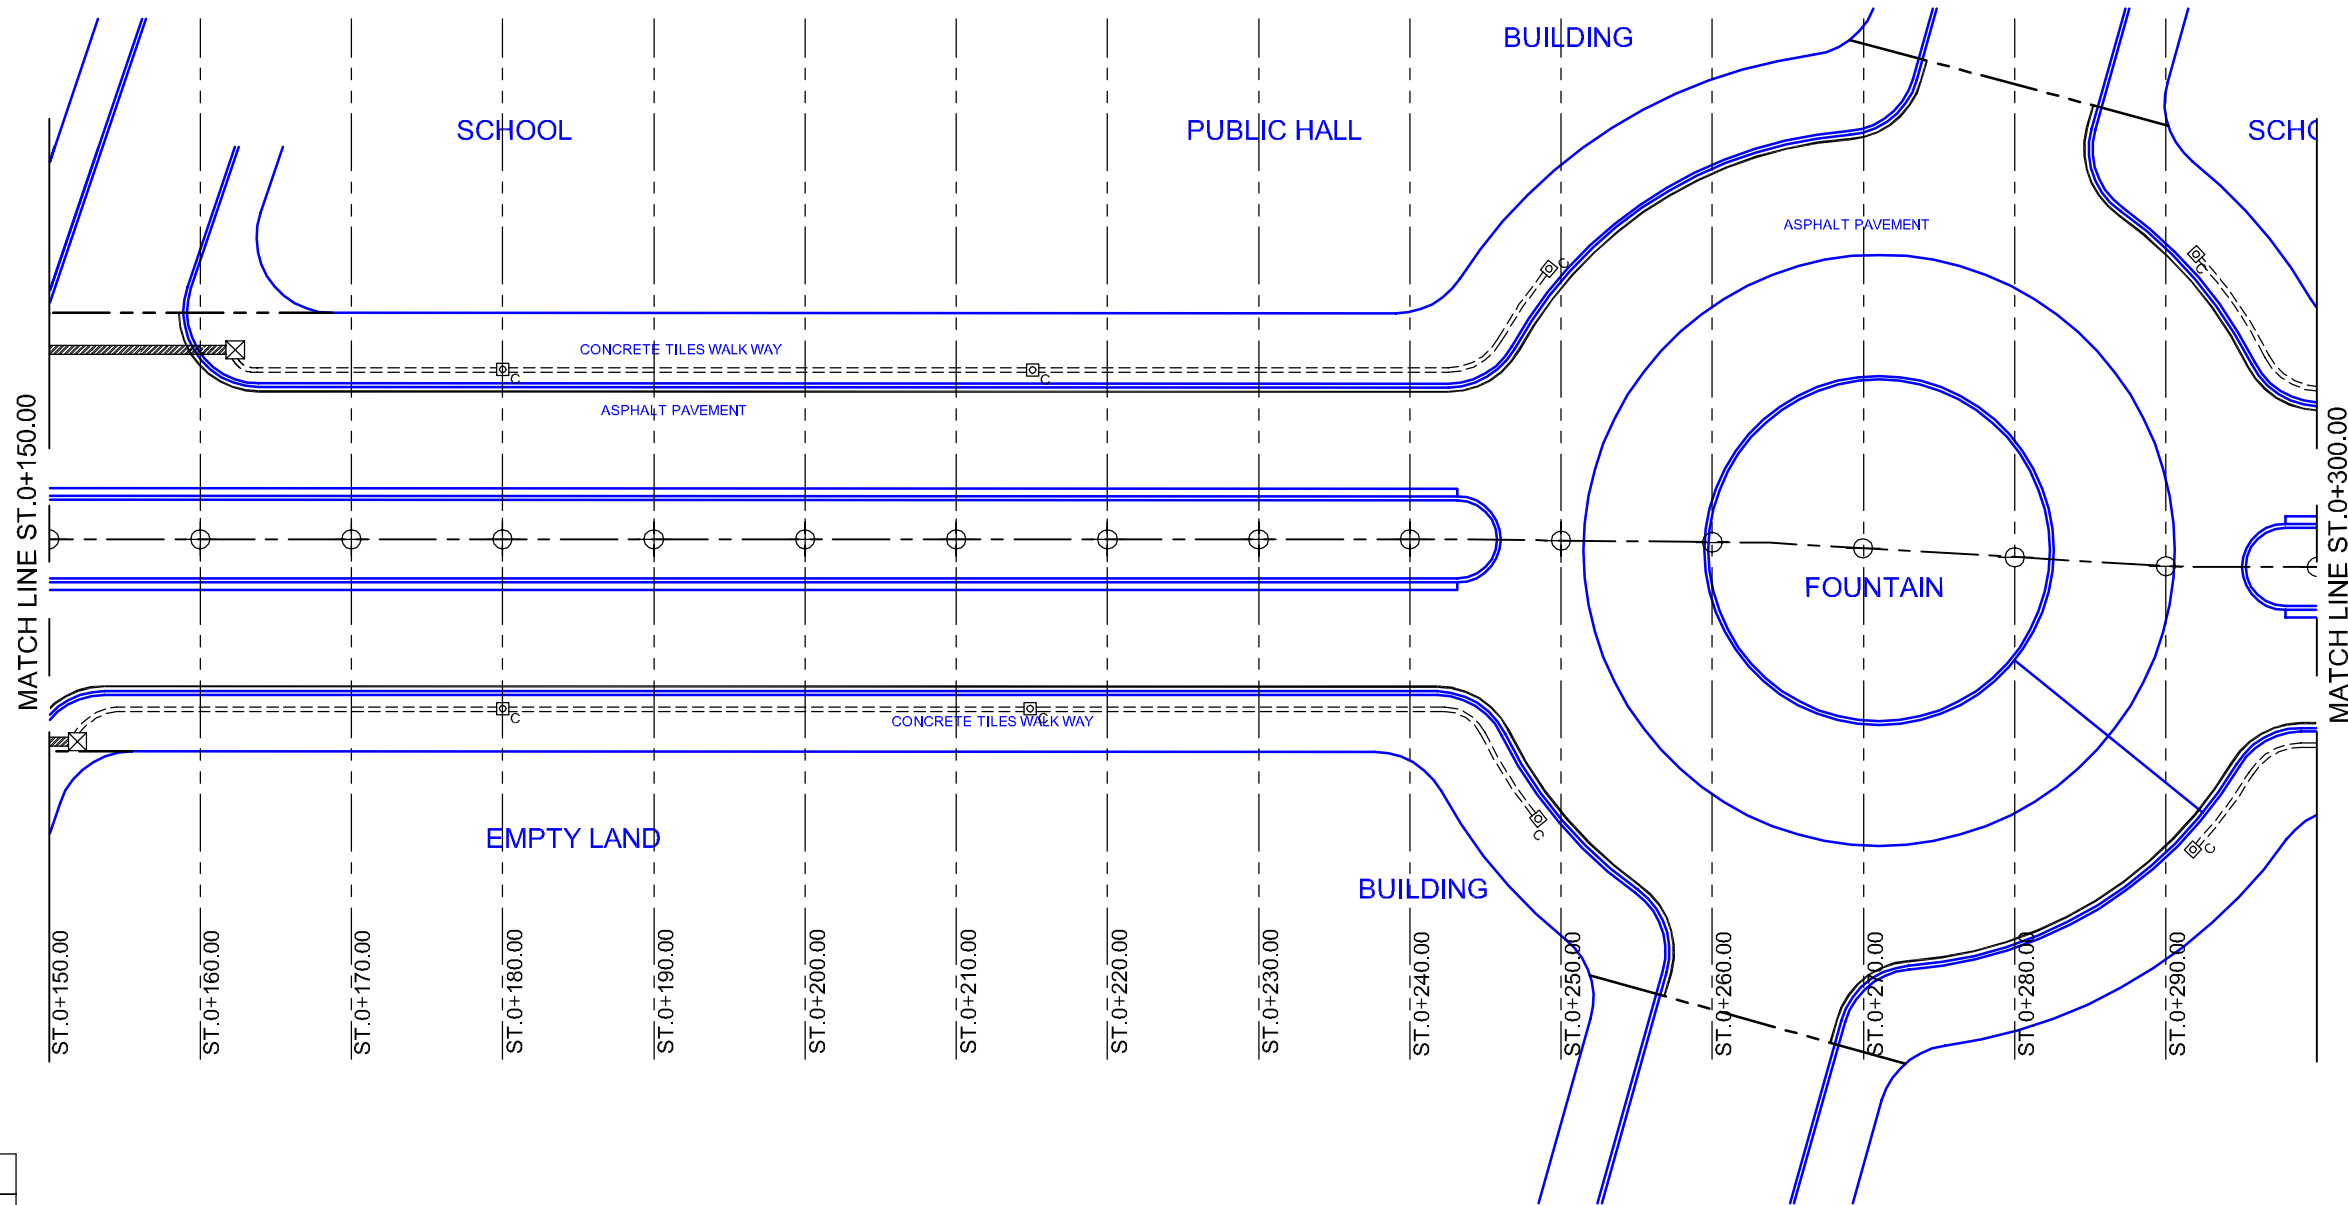 BUILDING
SCHOOL
PUBLIC HALL
SCHO
ASPHALT PAVEMENT
C
C
CONCRETE TILES WALK WAY
C
C
ASPHALT PAVEMENT
MATCH LINE ST.0+150.00
MATCH LINE ST.0+300.00
FOUNTAIN
C
C
CONCRETE TILES WALK WAY
EMPTY LAND
C
C
BUILDING
ST.0+150.00
ST.0+160.00
ST.0+170.00
ST.0+180.00
ST.0+190.00
ST.0+200.00
ST.0+210.00
ST.0+220.00
ST.0+230.00
ST.0+240.00
ST.0+250.00
ST.0+260.00
ST.0+270.00
ST.0+280.00
ST.0+290.00